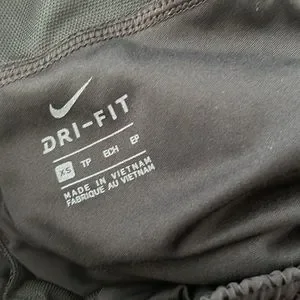 DRI-FIT
XS TP ECH EP
MADE IN VIETNAM
FABRIQUE AU VIETNAM